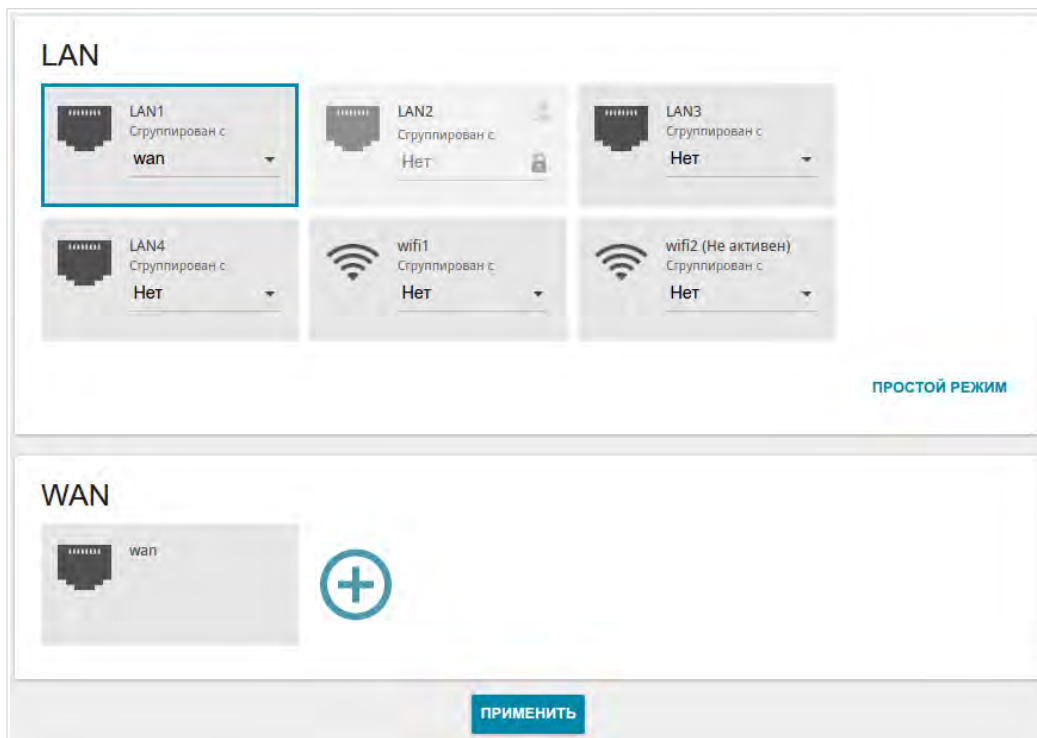 LAN
LAN1
Сгруппирован с
wan
LAN2
Сгруппирован с
Нет
LAN3
Сгруппирован с
Нет
LAN4
Сгруппирован с
Нет
wifi1
Сгруппирован с
Нет
wifi2 (Не активен)
Сгруппирован с
Нет
ПРОСТОЙ РЕЖИМ
WAN
wan
ПРИМЕНИТЬ